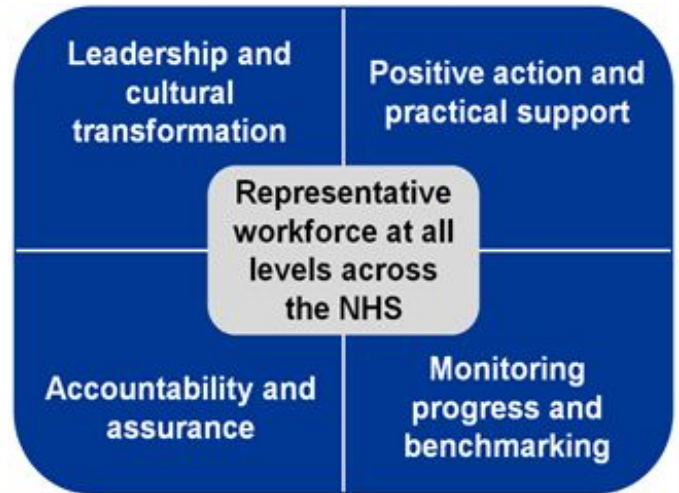 Leadership and
cultural
transformation
Positive action and
practical support
Representative
workforce at all
levels across
the NHS
Accountability and
assurance
Monitoring
progress and
benchmarking